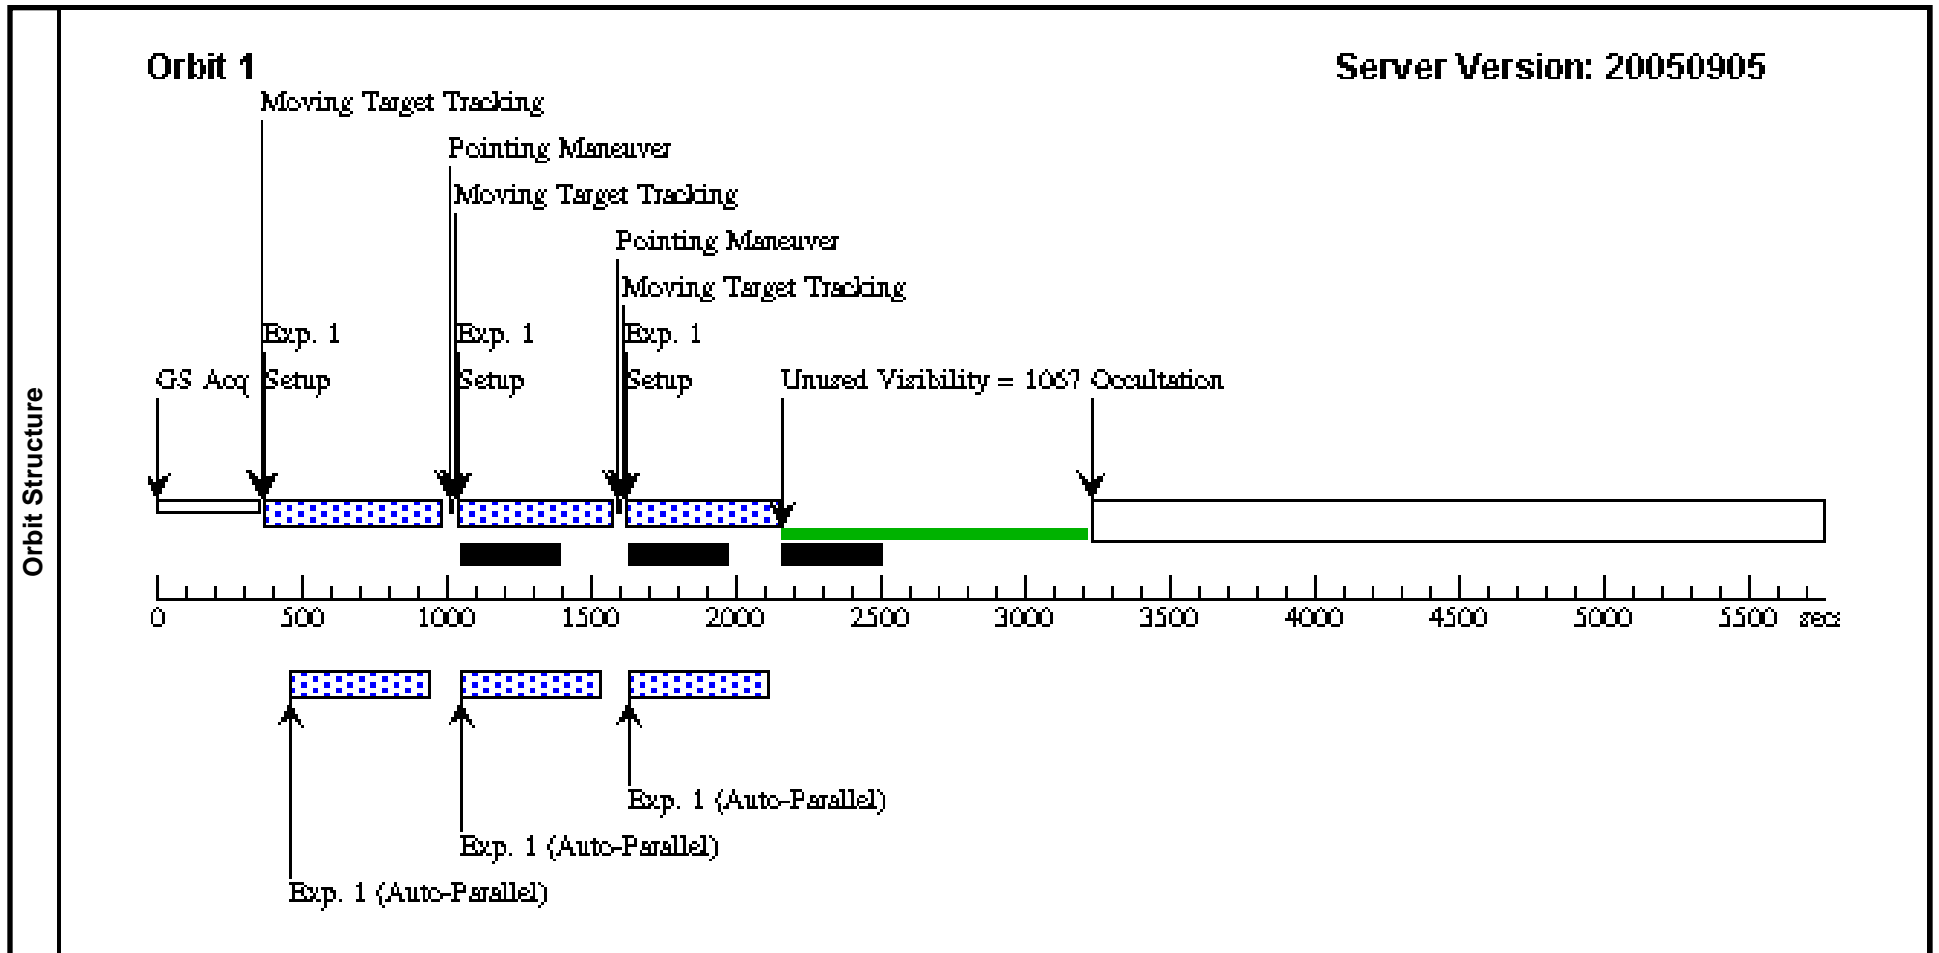 Orbit 1
Server Version: 20050905
Moving Target Tracking
Pointing Maneuver
Moving Target Tracking
Pointing Maneuver
Moving Target Tracking
Exp. 1 Exp. 1 Exp. 1
GS Acq Setup Setup Setup Unused Visibility = 1067 Occultation
Orbit Structure
0 500 1000 1500 2000 2500 3000 3500 4000 4500 5000 5500 secs
Exp. 1 (Auto-Parallel)
Exp. 1 (Auto-Parallel)
Exp. 1 (Auto-Parallel)